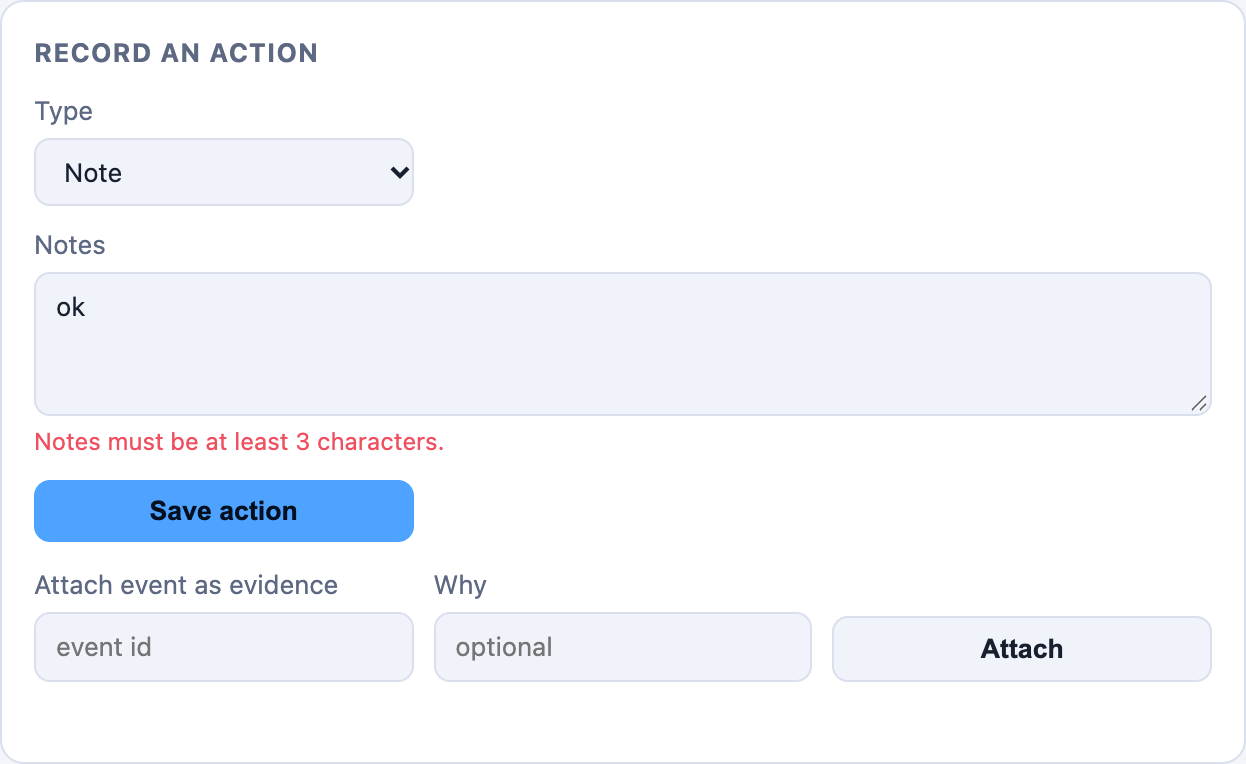 RECORD AN ACTION
Type
Note
Notes
ok
Notes must be at least 3 characters.
Save action
Attach event as evidence
Why
event id
optional
Attach